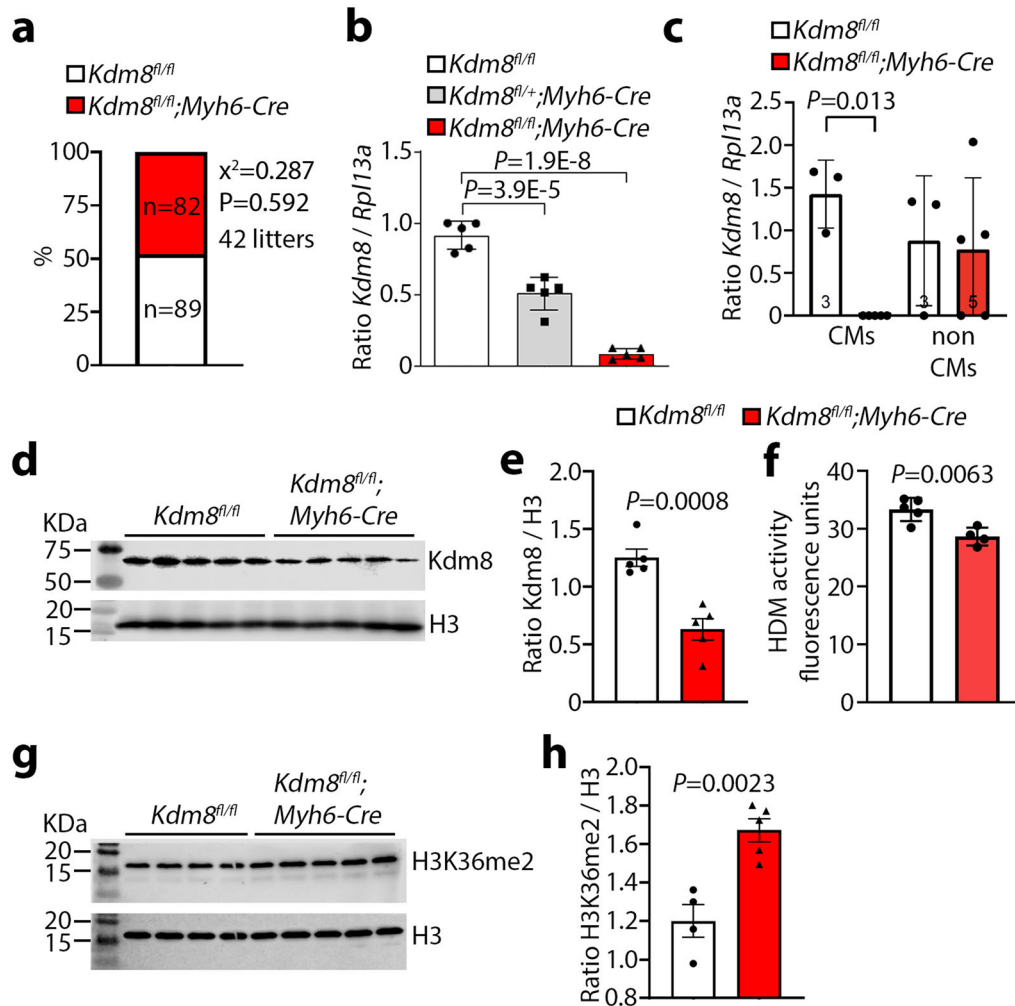 a
Kdm8fl/fl
Kdm8fl/fl;Myh6-Cre
100
75
50
25
0
%
n=82
n=89
x²=0.287
P=0.592
42 litters
b
Kdm8fl/fl
Kdm8fl/+;Myh6-Cre
Kdm8fl/fl;Myh6-Cre
Ratio Kdm8 / Rpl13a
1.5
1.0
0.5
0
P=1.9E-8
P=3.9E-5
c
Kdm8fl/fl
Kdm8fl/fl;Myh6-Cre
Ratio Kdm8 / Rpl13a
2.5
2.0
1.5
1.0
0.5
0
P=0.013
3
3
5
CMs
non
CMs
Kdm8fl/fl
Kdm8fl/fl;Myh6-Cre
d
KDa
75
50
20
15
Kdm8fl/fl
Kdm8fl/fl;
Myh6-Cre
Kdm8
H3
e
Ratio Kdm8 / H3
2.0
1.5
1.0
0.5
0
P=0.0008
f
HDM activity
fluorescence units
40
30
20
10
0
P=0.0063
g
KDa
20
15
20
15
Kdm8fl/fl
Kdm8fl/fl;
Myh6-Cre
H3K36me2
H3
h
Ratio H3K36me2 / H3
2.0
1.8
1.6
1.4
1.2
1.0
0.8
P=0.0023